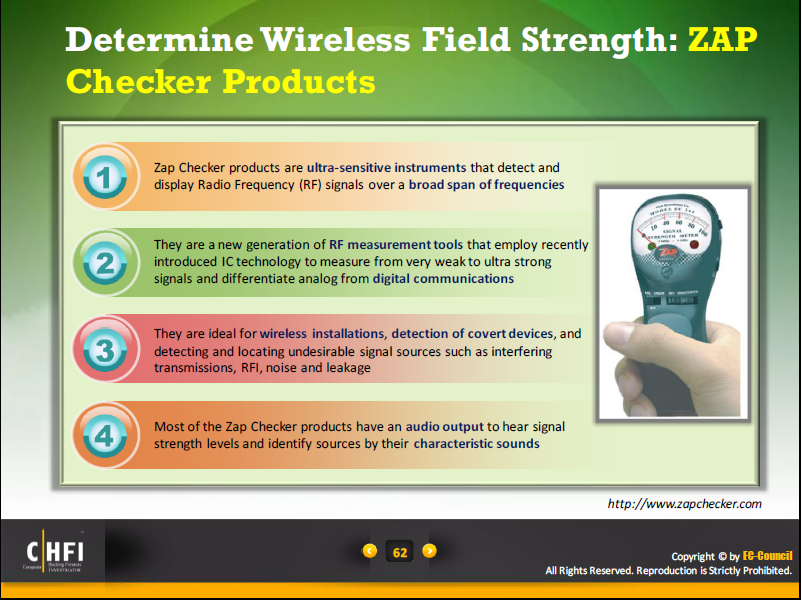 Determine Wireless Field Strength: ZAP
Checker Products
1
Zap Checker products are ultra-sensitive instruments that detect and
display Radio Frequency (RF) signals over a broad span of frequencies
2
They are a new generation of RF measurement tools that employ recently
introduced IC technology to measure from very weak to ultra strong
signals and differentiate analog from digital communications
3
They are ideal for wireless installations, detection of covert devices, and
detecting and locating undesirable signal sources such as interfering
transmissions, RFI, noise and leakage
4
Most of the Zap Checker products have an audio output to hear signal
strength levels and identify sources by their characteristic sounds
20 40 60 80 100
SIGNAL
STRENGTH METER
ZAP
http://www.zapchecker.com
CHFI
Computer Hacking Forensic
INVESTIGATOR
62
Copyright © by EC-Council
All Rights Reserved. Reproduction is Strictly Prohibited.